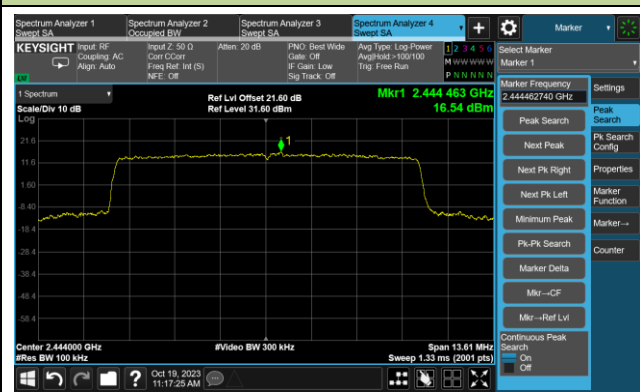 Spectrum Analyzer 1
Swept SA
Spectrum Analyzer 2
Occupied BW
Spectrum Analyzer 3
Swept SA
Spectrum Analyzer 4
Swept SA
Marker
KEYSIGHT
Input: RF
Coupling: AC
Align: Auto
Input Z: 50 Ω
Corr CCorr
Freq Ref: Int (S)
NFE: Off
Atten: 20 dB
PNO: Best Wide
Gate: Off
IF Gain: Low
Sig Track: Off
Avg Type: Log-Power
Avg|Hold:>100/100
Trig: Free Run
1 2 3 4 5 6
M W W W W W
P N N N N N
Select Marker
Marker 1
1 Spectrum
Scale/Div 10 dB
Log
Ref Lvl Offset 21.60 dB
Ref Level 31.60 dBm
Mkr1 2.444 463 GHz
16.54 dBm
1
21.6
11.6
1.60
-8.40
-18.4
-28.4
-38.4
-48.4
-58.4
Center 2.444000 GHz
#Res BW 100 kHz
#Video BW 300 kHz
Span 13.61 MHz
Sweep 1.33 ms (2001 pts)
Marker Frequency
2.444462740 GHz
Peak Search
Next Peak
Next Pk Right
Next Pk Left
Minimum Peak
Pk-Pk Search
Marker Delta
Mkr→CF
Mkr→Ref Lvl
Continuous Peak
Search
On
Off
Settings
Peak
Search
Pk Search
Config
Properties
Marker
Function
Marker→
Counter
Oct 19, 2023
11:17:25 AM